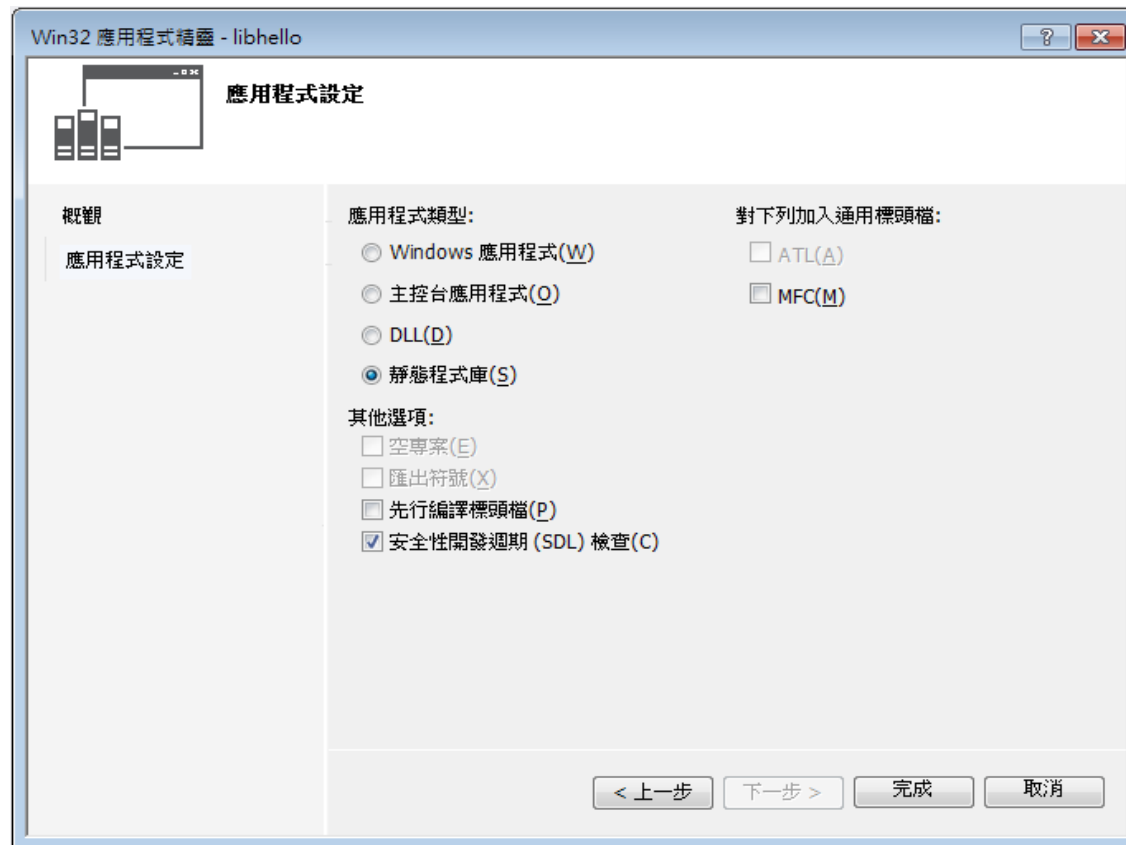 Win32 應用程式精靈 - libhello
應用程式設定
概觀
應用程式設定
應用程式類型:
Windows 應用程式(W)
主控台應用程式(O)
DLL(D)
靜態程式庫(S)
其他選項:
空專案(E)
匯出符號(X)
先行編譯標頭檔(P)
安全性開發週期 (SDL) 檢查(C)
對下列加入通用標頭檔:
ATL(A)
MFC(M)
< 上一步
下一步 >
完成
取消